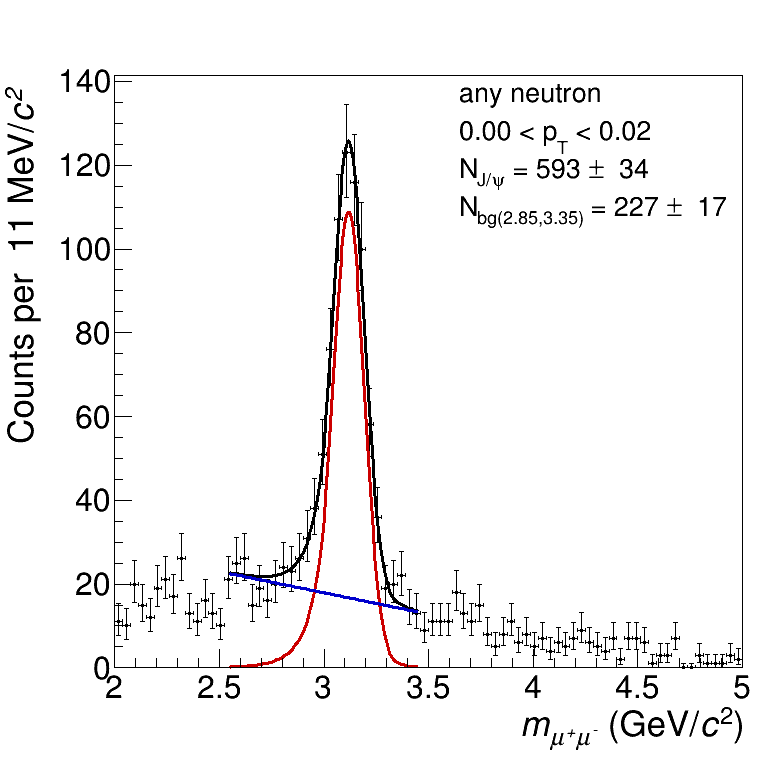 any neutron
0.00 < p_T < 0.02
N_J/ψ = 593 ± 34
N_bg(2.85,3.35) = 227 ± 17
Counts per 11 MeV/c²
140
120
100
80
60
40
20
0
2 2.5 3 3.5 4 4.5 5
m_μ⁺μ⁻ (GeV/c²)